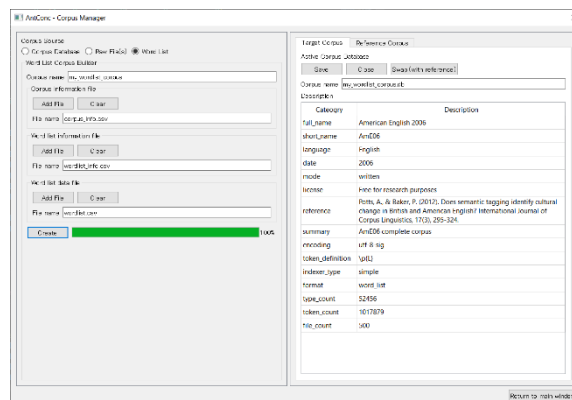 AntConc - Corpus Manager
Corpus Source
Corpus Database Raw File(s) Word List
Word List Corpus Builder
Corpus name my_wordlist_corpus
Corpus information file
Add File Clear
File name corpus_info.csv
Word list information file
Add File Clear
File name wordlist_info.csv
Word list data file
Add File Clear
File name wordlist.csv
Create 100%
Target Corpus Reference Corpus
Active Corpus Database
Save Close Swap (with reference)
Corpus name my_wordlist_corpus.db
Description
Category Description
full_name American English 2006
short_name AmE06
language English
date 2006
mode written
license Free for research purposes
reference Potts, A., & Baker, P. (2012). Does semantic tagging identify cultural
change in British and American English? International Journal of
Corpus Linguistics, 17(3), 295-324.
summary AmE06 complete corpus
encoding utf-8-sig
token_definition \p{L}
indexer_type simple
format word_list
type_count 52456
token_count 1017879
file_count 500
Return to main window